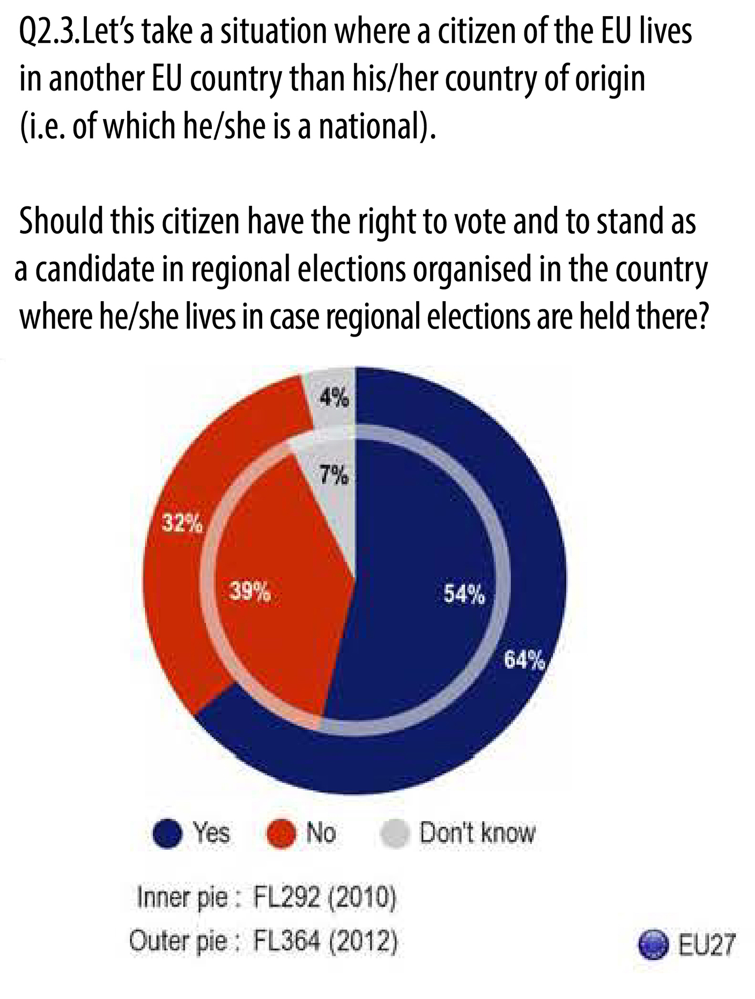 Q2.3.Let's take a situation where a citizen of the EU lives
in another EU country than his/her country of origin
(i.e. of which he/she is a national).
Should this citizen have the right to vote and to stand as
a candidate in regional elections organised in the country
where he/she lives in case regional elections are held there?
4%
7%
32%
39%
54%
64%
Yes No Don't know
Inner pie : FL292 (2010)
Outer pie : FL364 (2012)
EU27